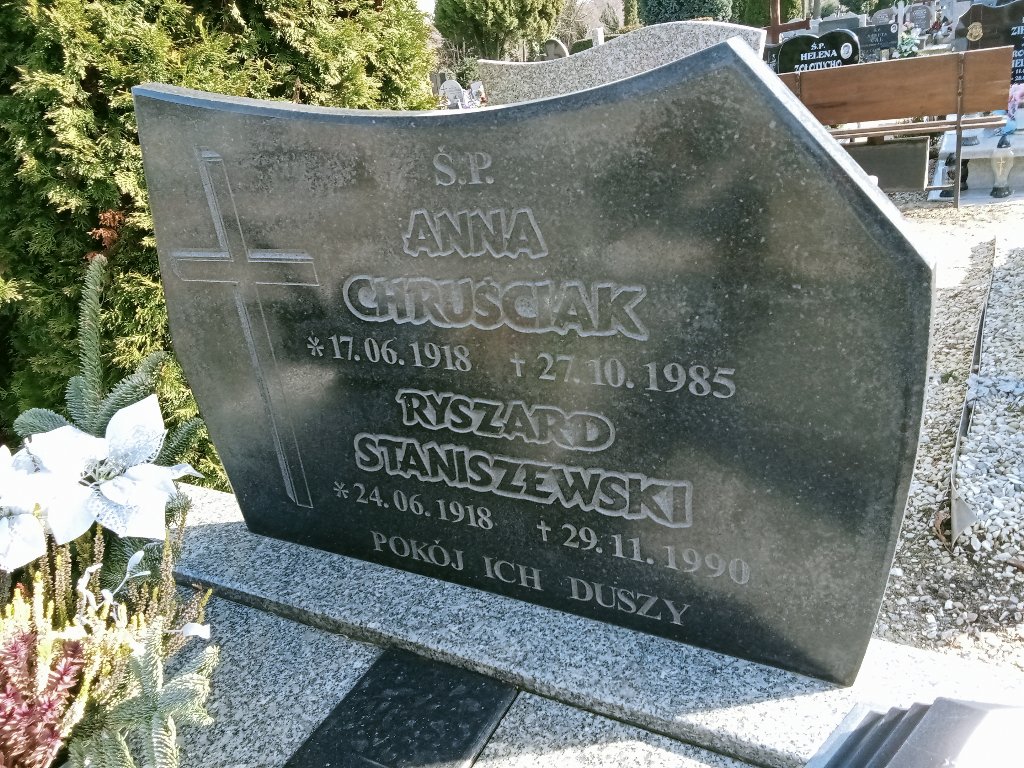 Ś.P.
ANNA
CHRUŚCIAK
*17.06.1918 †27.10.1985
RYSZARD
STANISZEWSKI
*24.06.1918 †29.11.1990
POKÓJ ICH DUSZY
Ś.P.
HELENA